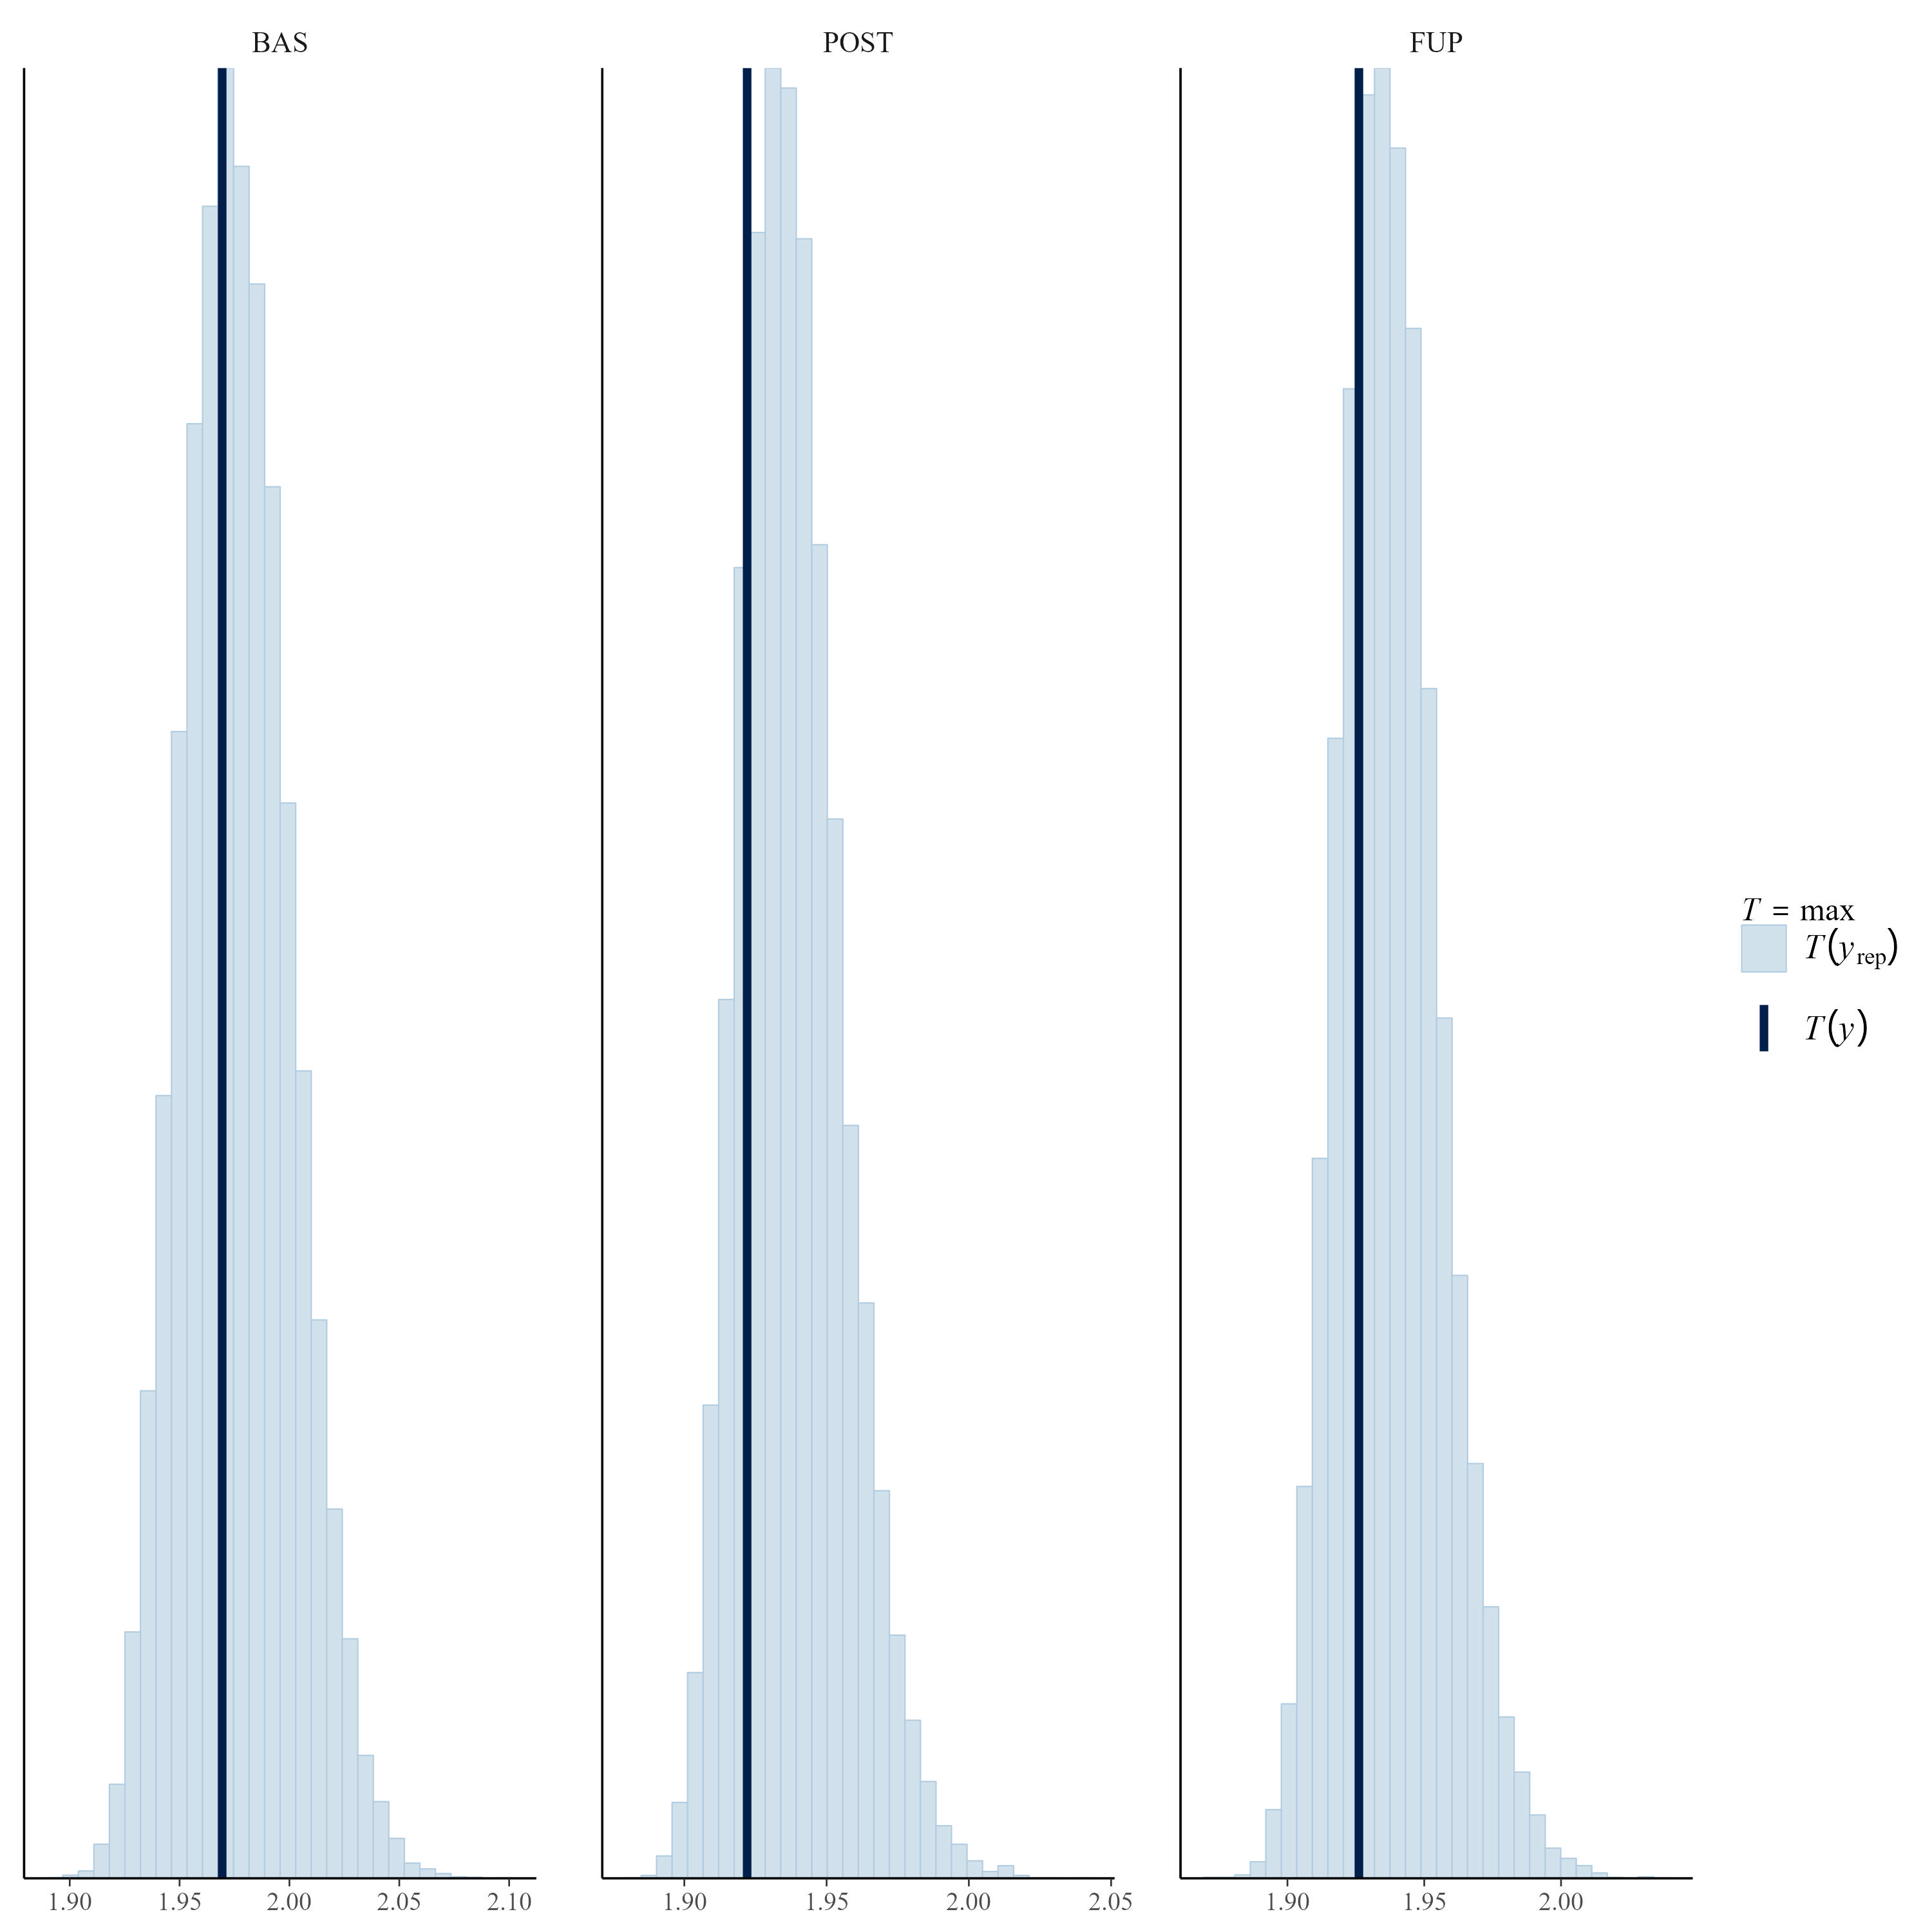 BAS
POST
FUP
T = max
T(yrep)
T(y)
1.90 1.95 2.00 2.05 2.10
1.90 1.95 2.00 2.05
1.90 1.95 2.00